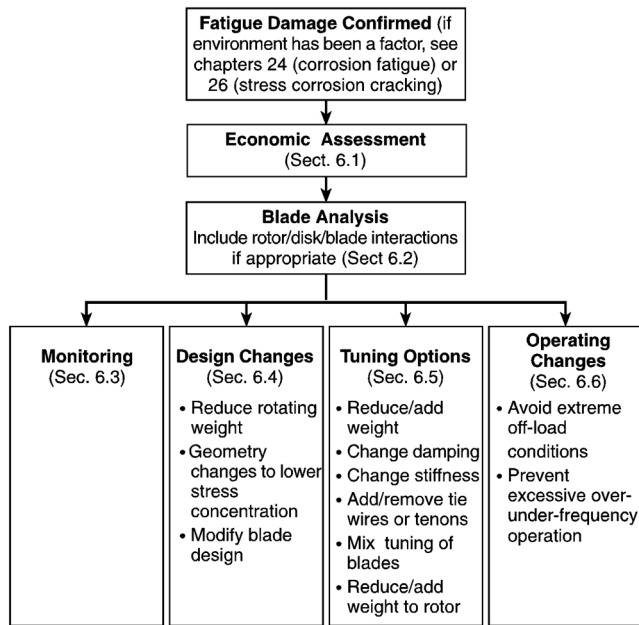 Fatigue Damage Confirmed (if
environment has been a factor, see
chapters 24 (corrosion fatigue) or
26 (stress corrosion cracking)
Economic Assessment
(Sect. 6.1)
Blade Analysis
Include rotor/disk/blade interactions
if appropriate (Sect 6.2)
Monitoring
(Sec. 6.3)
Design Changes
(Sec. 6.4)
• Reduce rotating
weight
• Geometry
changes to lower
stress
concentration
• Modify blade
design
Tuning Options
(Sec. 6.5)
• Reduce/add
weight
• Change damping
• Change stiffness
• Add/remove tie
wires or tenons
• Mix tuning of
blades
• Reduce/add
weight to rotor
Operating
Changes
(Sec. 6.6)
• Avoid extreme
off-load
conditions
• Prevent
excessive over-
under-frequency
operation